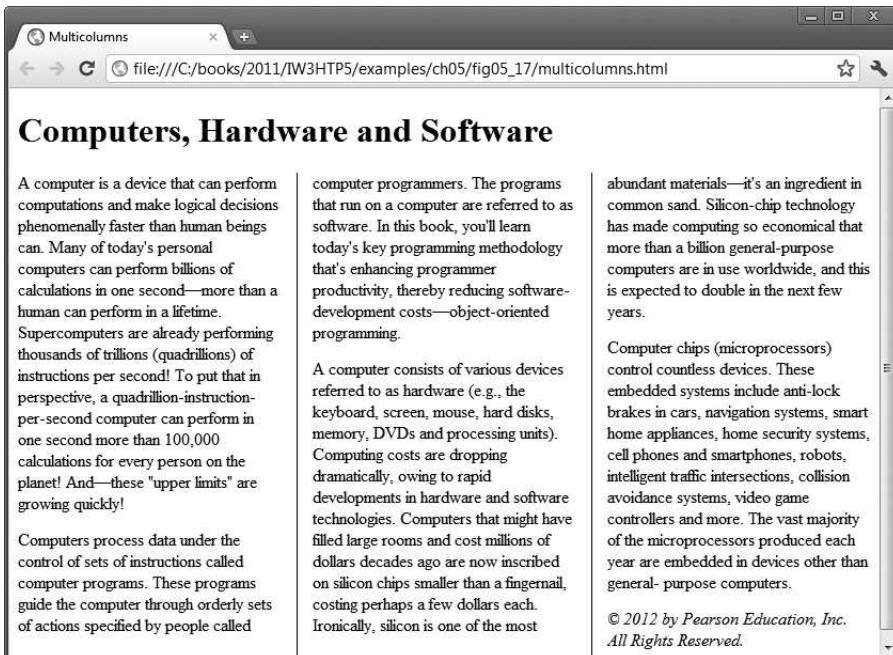 Multicolumns
file:///C:/books/2011/IW3HTP5/examples/ch05/fig05_17/multicolumns.html
Computers, Hardware and Software
A computer is a device that can perform
computations and make logical decisions
phenomenally faster than human beings
can. Many of today's personal
computers can perform billions of
calculations in one second—more than a
human can perform in a lifetime.
Supercomputers are already performing
thousands of trillions (quadrillions) of
instructions per second! To put that in
perspective, a quadrillion-instruction-
per-second computer can perform in
one second more than 100,000
calculations for every person on the
planet! And—these "upper limits" are
growing quickly!
Computers process data under the
control of sets of instructions called
computer programs. These programs
guide the computer through orderly sets
of actions specified by people called
computer programmers. The programs
that run on a computer are referred to as
software. In this book, you'll learn
today's key programming methodology
that's enhancing programmer
productivity, thereby reducing software-
development costs—object-oriented
programming.
A computer consists of various devices
referred to as hardware (e.g., the
keyboard, screen, mouse, hard disks,
memory, DVDs and processing units).
Computing costs are dropping
dramatically, owing to rapid
developments in hardware and software
technologies. Computers that might have
filled large rooms and cost millions of
dollars decades ago are now inscribed
on silicon chips smaller than a fingernail,
costing perhaps a few dollars each.
Ironically, silicon is one of the most
abundant materials—it's an ingredient in
common sand. Silicon-chip technology
has made computing so economical that
more than a billion general-purpose
computers are in use worldwide, and this
is expected to double in the next few
years.
Computer chips (microprocessors)
control countless devices. These
embedded systems include anti-lock
brakes in cars, navigation systems, smart
home appliances, home security systems,
cell phones and smartphones, robots,
intelligent traffic intersections, collision
avoidance systems, video game
controllers and more. The vast majority
of the microprocessors produced each
year are embedded in devices other than
general- purpose computers.
© 2012 by Pearson Education, Inc.
All Rights Reserved.